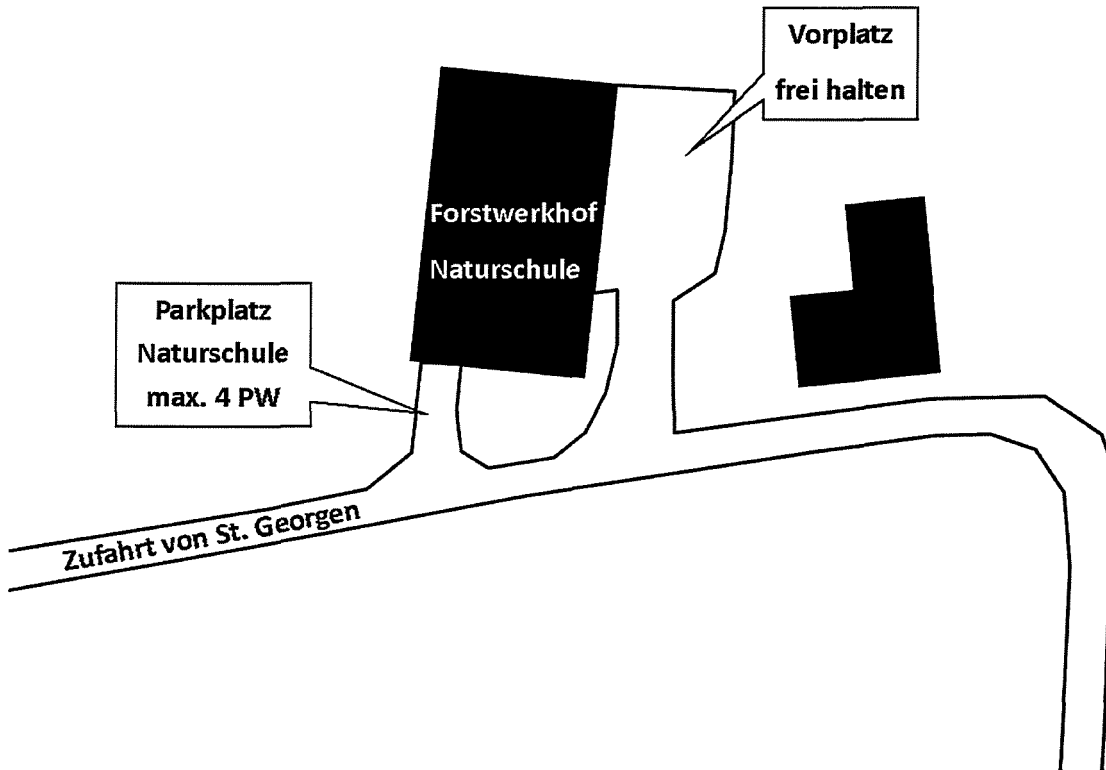 Vorplatz
frei halten
Forstwerkhof
Naturschule
Parkplatz
Naturschule
max. 4 PW
Zufahrt von St. Georgen